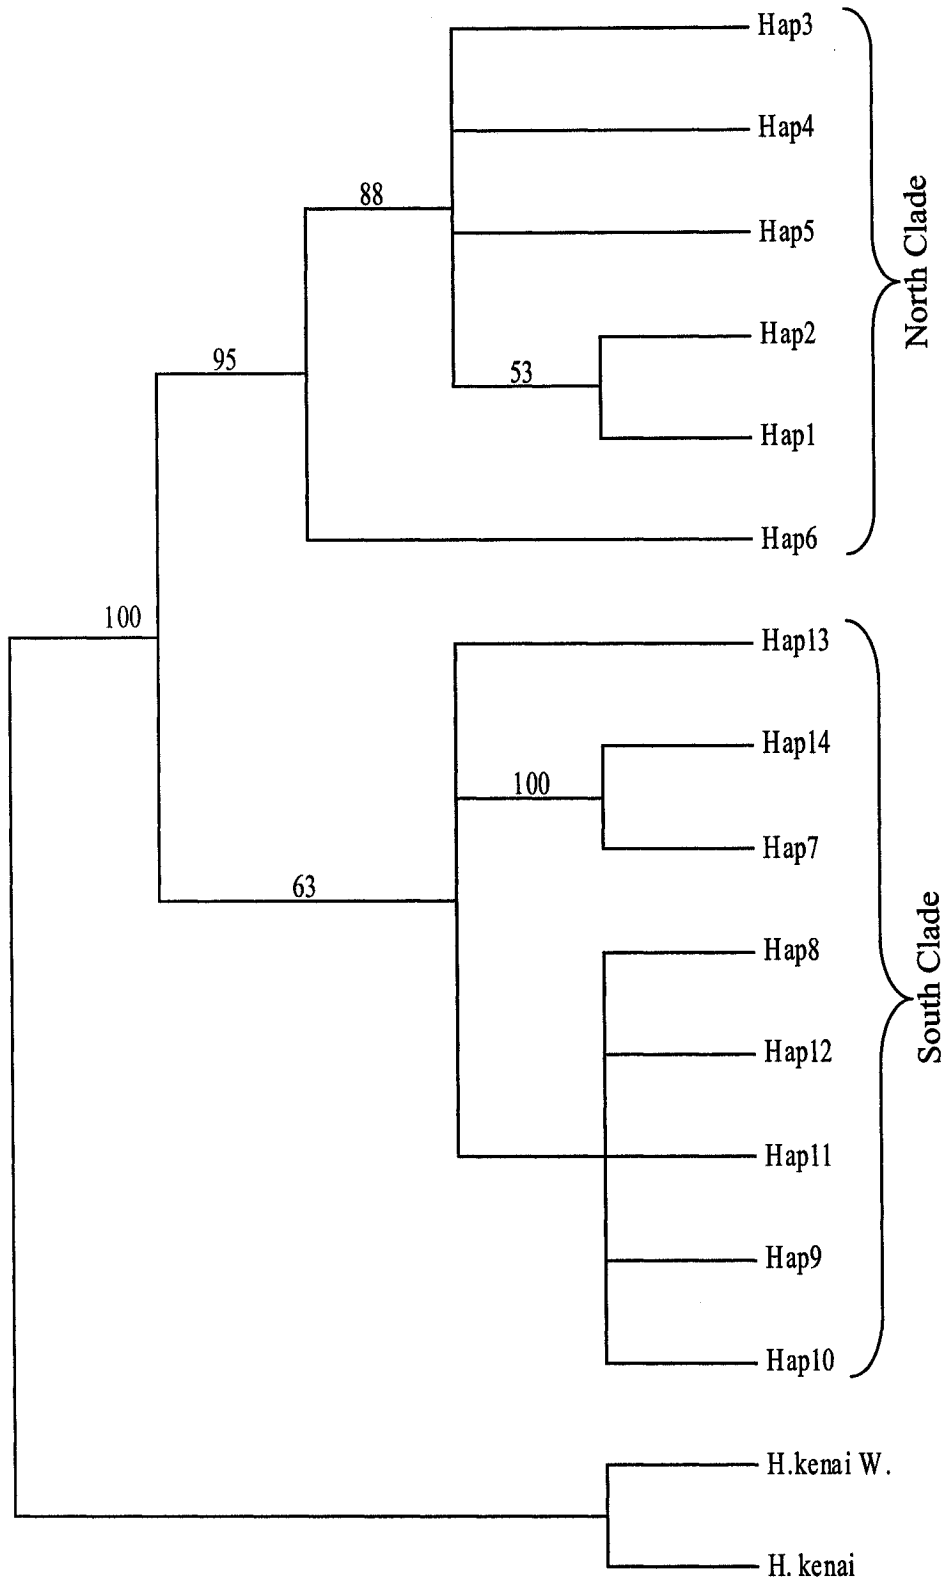 Hap3
Hap4
88
Hap5
North Clade
Hap2
95
53
Hap1
Hap6
100
Hap13
Hap14
100
Hap7
63
Hap8
South Clade
Hap12
Hap11
Hap9
Hap10
H.kenai W.
H. kenai